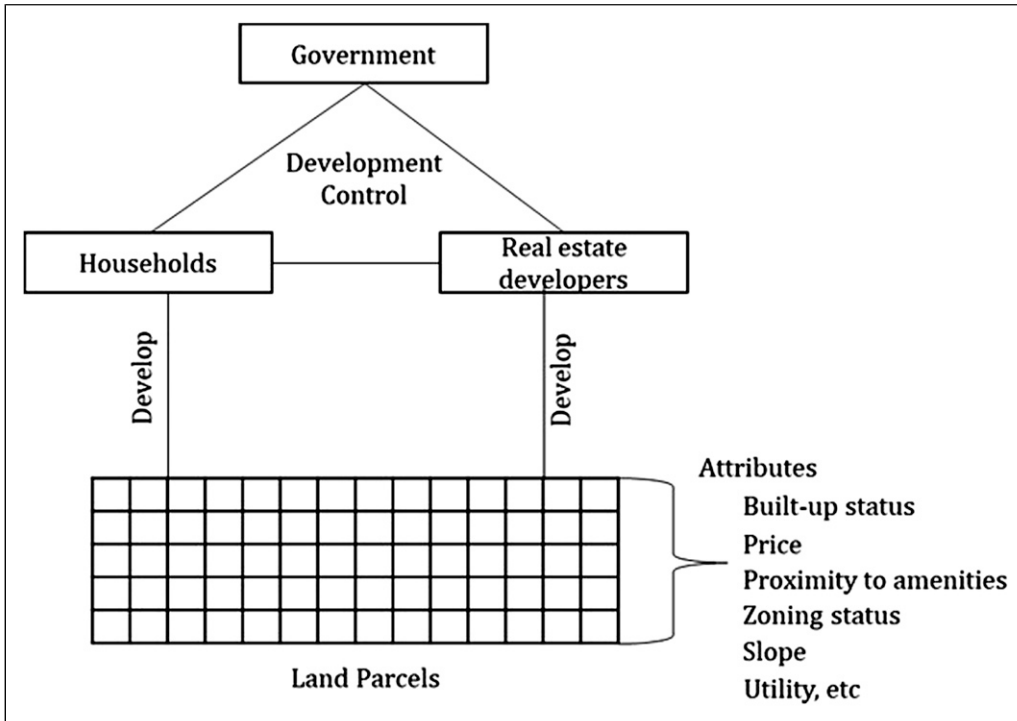 Government
Development
Control
Households
Real estate
developers
Develop
Develop
Attributes
Built-up status
Price
Proximity to amenities
Zoning status
Slope
Utility, etc
Land Parcels